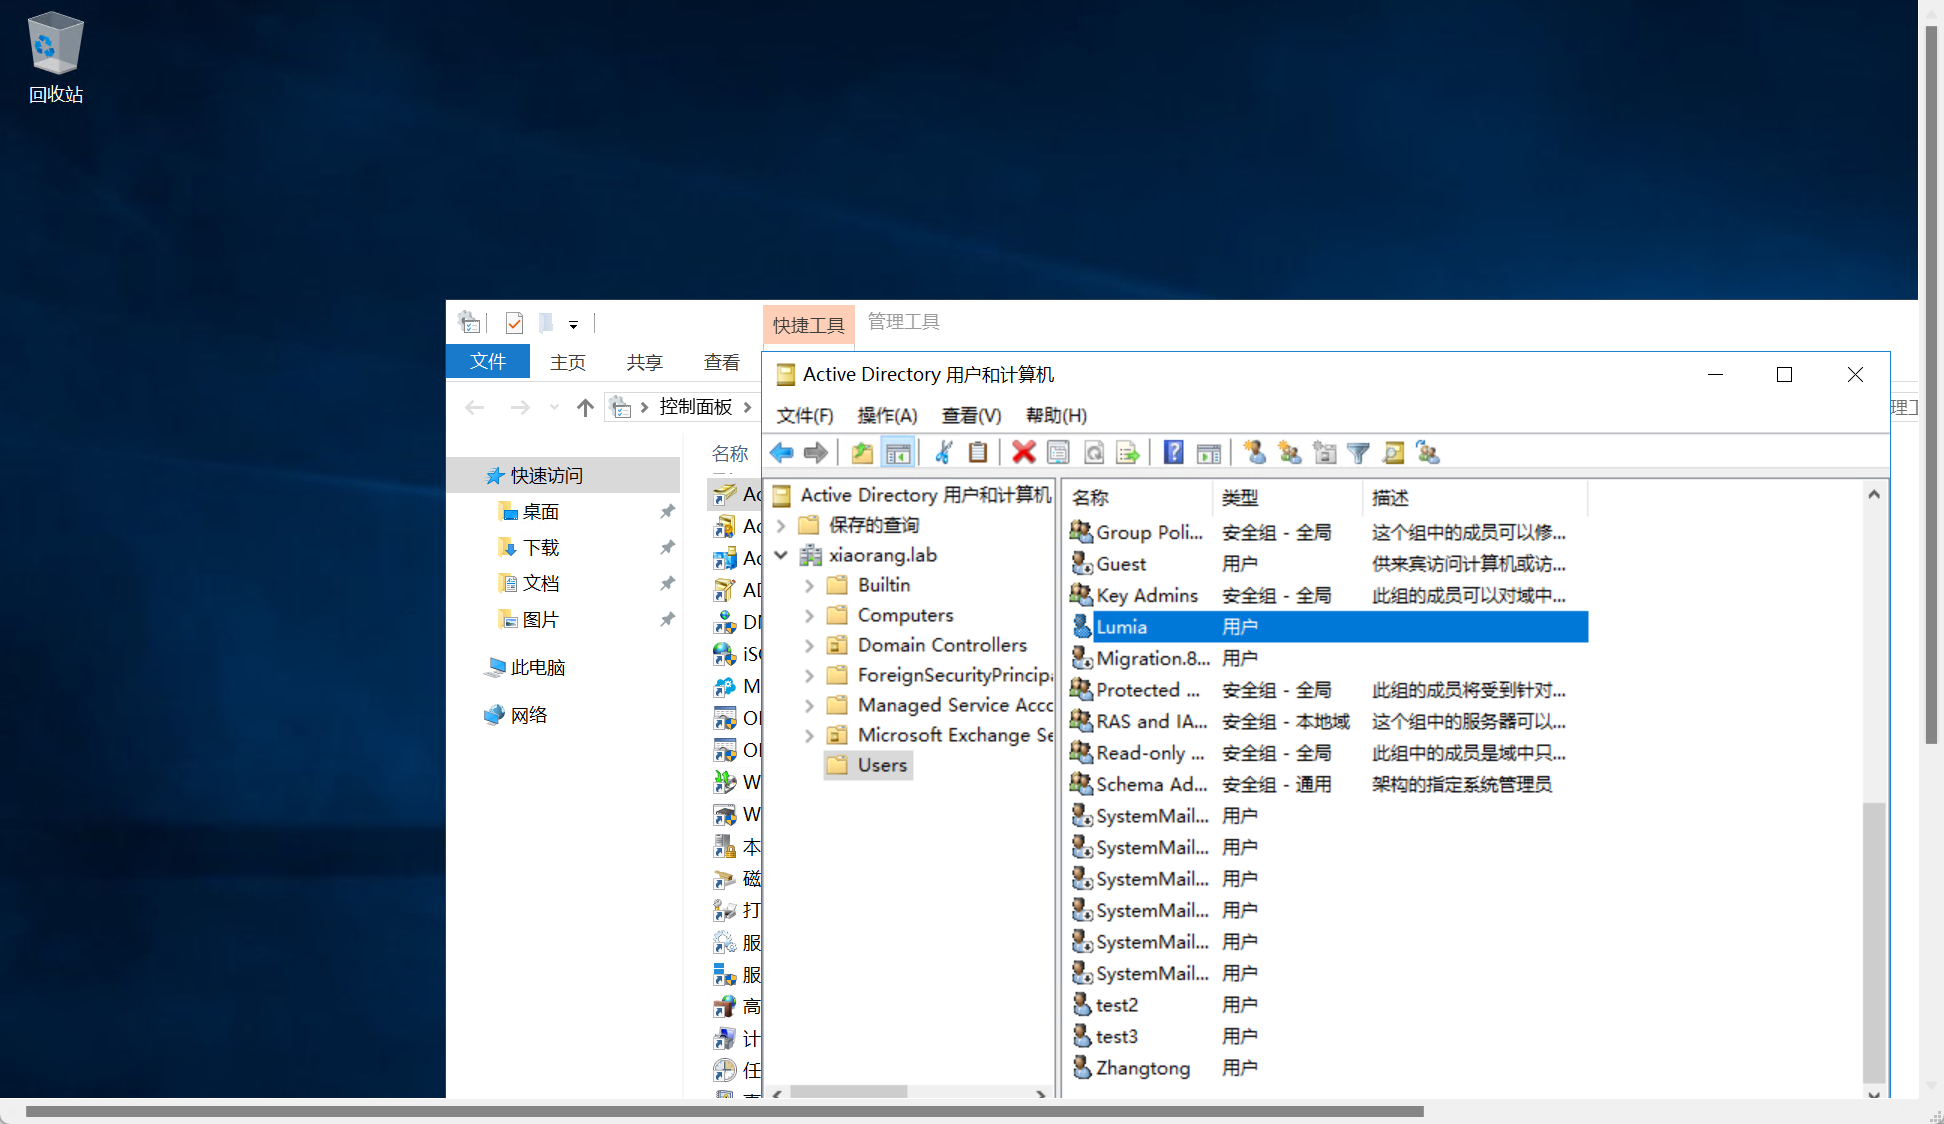 回收站
快捷工具
管理工具
文件
主页
共享
查看
控制面板
快速访问
桌面
下载
文档
图片
此电脑
网络
名称
Ac
Ac
Ac
AD
iSC
M
W
W
本
磁
打
服
服
高
计
任
Active Directory 用户和计算机
文件(F)
操作(A)
查看(V)
帮助(H)
Active Directory 用户和计算机
保存的查询
xiaorang.lab
Builtin
Computers
Domain Controllers
ForeignSecurityPrincipa
Managed Service Acco
Microsoft Exchange Se
Users
名称 类型 描述
Group Poli... 安全组 - 全局 这个组中的成员可以修...
Guest 用户 供来宾访问计算机或访...
Key Admins 安全组 - 全局 此组的成员可以对域中...
Lumia 用户
Migration.8... 用户
Protected ... 安全组 - 全局 此组的成员将受到针对...
RAS and IA... 安全组 - 本地域 这个组中的服务器可以...
Read-only ... 安全组 - 全局 此组中的成员是域中只...
Schema Ad... 安全组 - 通用 架构的指定系统管理员
SystemMail... 用户
SystemMail... 用户
SystemMail... 用户
SystemMail... 用户
SystemMail... 用户
SystemMail... 用户
test2 用户
test3 用户
Zhangtong 用户
理工